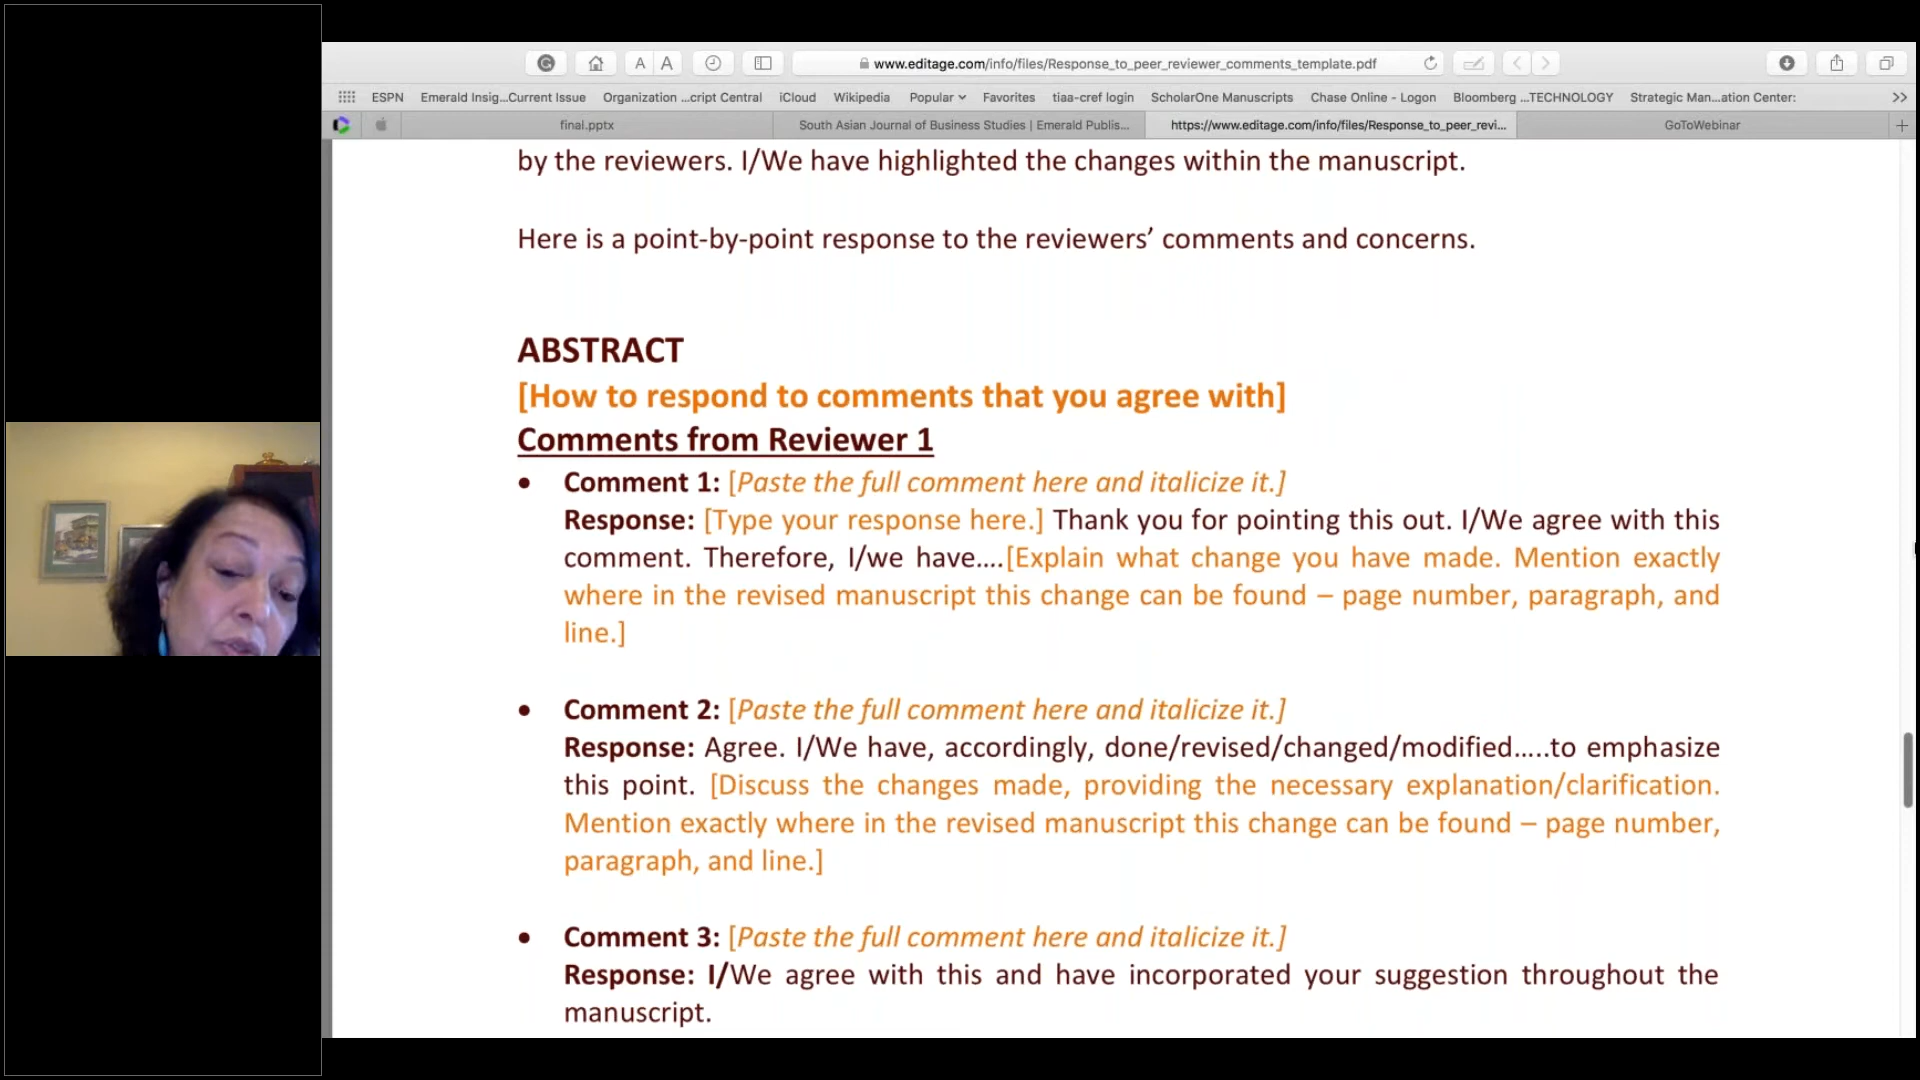 A A
www.editage.com/info/files/Response_to_peer_reviewer_comments_template.pdf
ESPN Emerald Insig...Current Issue Organization ...cript Central iCloud Wikipedia Popular Favorites tiaa-cref login ScholarOne Manuscripts Chase Online - Logon Bloomberg ...TECHNOLOGY Strategic Man...ation Center: >>
final.pptx South Asian Journal of Business Studies | Emerald Publis... https://www.editage.com/info/files/Response_to_peer_revi... GoToWebinar +
by the reviewers. I/We have highlighted the changes within the manuscript.
Here is a point-by-point response to the reviewers’ comments and concerns.
ABSTRACT
[How to respond to comments that you agree with]
Comments from Reviewer 1
• Comment 1: [Paste the full comment here and italicize it.]
Response: [Type your response here.] Thank you for pointing this out. I/We agree with this
comment. Therefore, I/we have....[Explain what change you have made. Mention exactly
where in the revised manuscript this change can be found – page number, paragraph, and
line.]
• Comment 2: [Paste the full comment here and italicize it.]
Response: Agree. I/We have, accordingly, done/revised/changed/modified.....to emphasize
this point. [Discuss the changes made, providing the necessary explanation/clarification.
Mention exactly where in the revised manuscript this change can be found – page number,
paragraph, and line.]
• Comment 3: [Paste the full comment here and italicize it.]
Response: I/We agree with this and have incorporated your suggestion throughout the
manuscript.